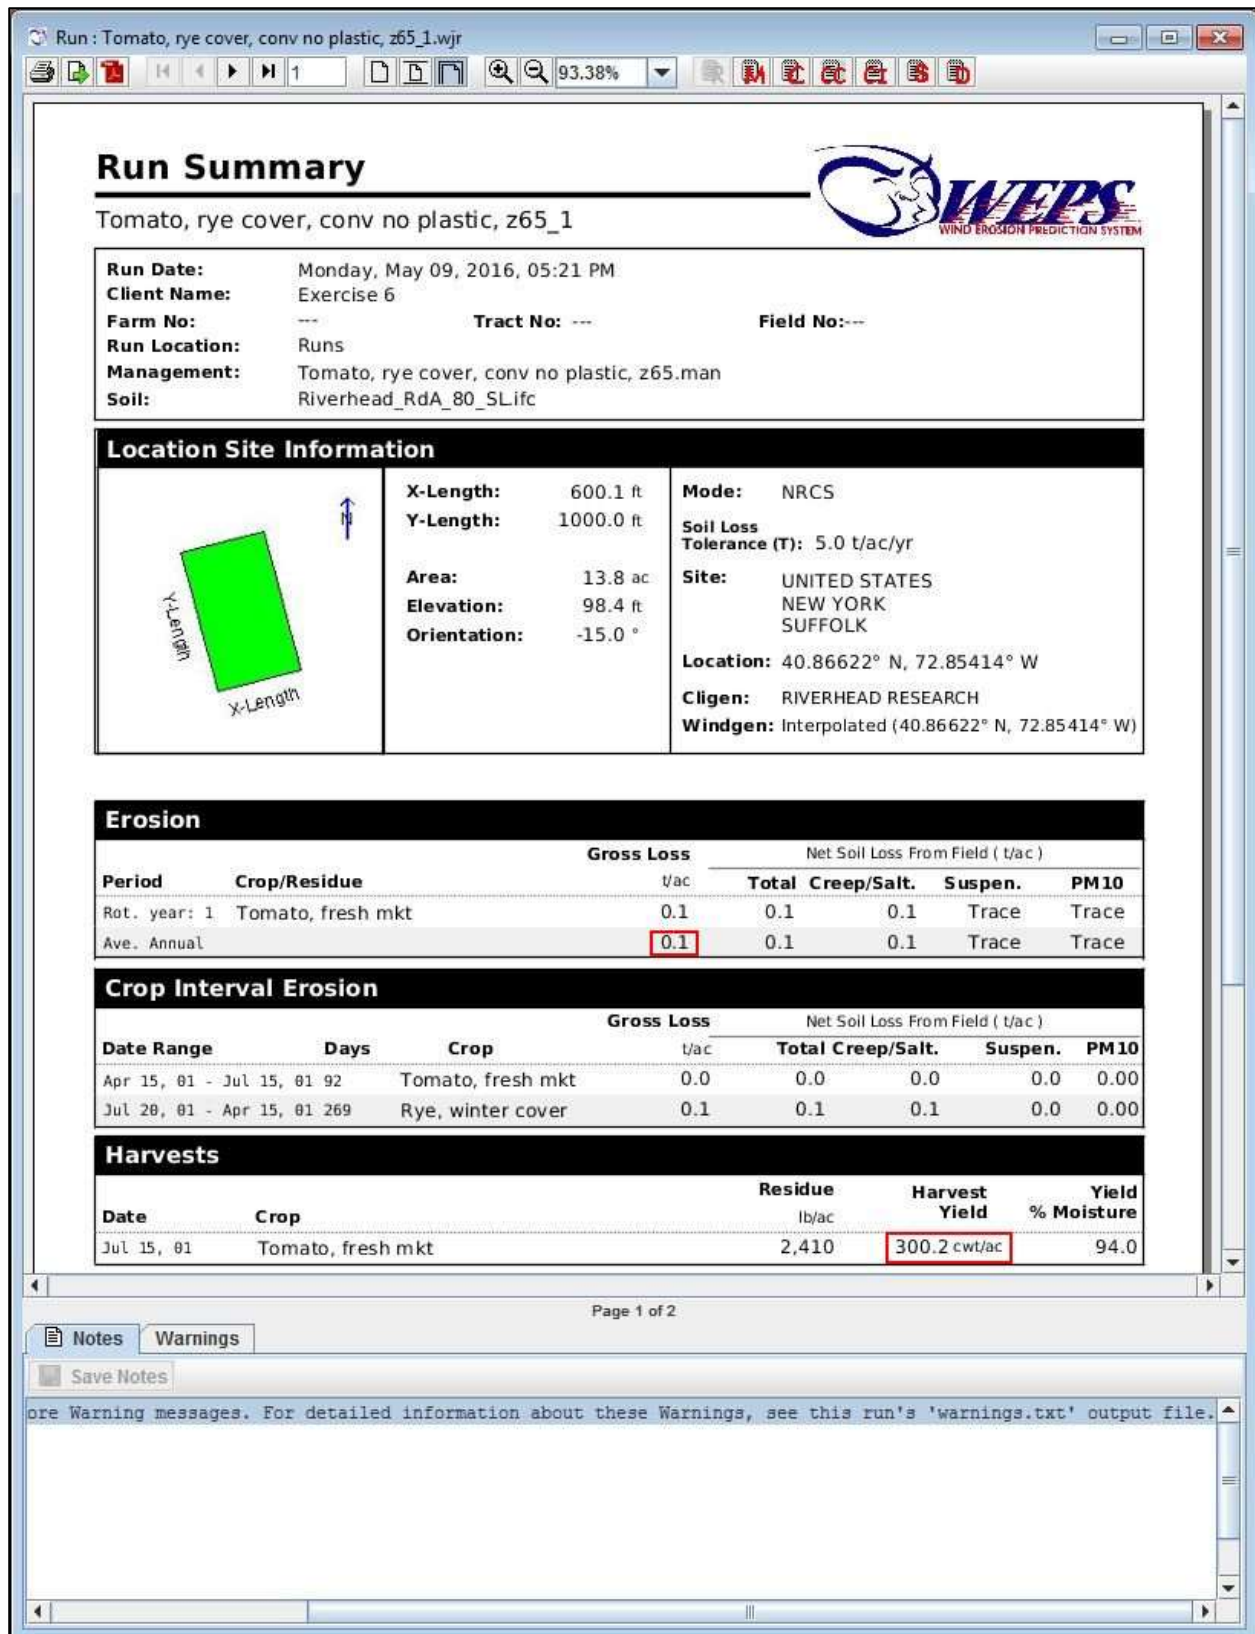 Run : Tomato, rye cover, conv no plastic, z65_1.wjr
1 93.38%
Run Summary
WEPS
WIND EROSION PREDICTION SYSTEM
Tomato, rye cover, conv no plastic, z65_1
Run Date: Monday, May 09, 2016, 05:21 PM
Client Name: Exercise 6
Farm No: --- Tract No: --- Field No:---
Run Location: Runs
Management: Tomato, rye cover, conv no plastic, z65.man
Soil: Riverhead_RdA_80_SL.ifc
Location Site Information
N
Y-Length
X-Length
X-Length: 600.1 ft
Y-Length: 1000.0 ft
Area: 13.8 ac
Elevation: 98.4 ft
Orientation: -15.0 °
Mode: NRCS
Soil Loss
Tolerance (T): 5.0 t/ac/yr
Site: UNITED STATES
NEW YORK
SUFFOLK
Location: 40.86622° N, 72.85414° W
Cligen: RIVERHEAD RESEARCH
Windgen: Interpolated (40.86622° N, 72.85414° W)
Erosion
Gross Loss Net Soil Loss From Field ( t/ac )
Period Crop/Residue t/ac Total Creep/Salt. Suspen. PM10
Rot. year: 1 Tomato, fresh mkt 0.1 0.1 0.1 Trace Trace
Ave. Annual 0.1 0.1 0.1 Trace Trace
Crop Interval Erosion
Gross Loss Net Soil Loss From Field ( t/ac )
Date Range Days Crop t/ac Total Creep/Salt. Suspen. PM10
Apr 15, 01 - Jul 15, 01 92 Tomato, fresh mkt 0.0 0.0 0.0 0.0 0.00
Jul 20, 01 - Apr 15, 01 269 Rye, winter cover 0.1 0.1 0.1 0.0 0.00
Harvests
Residue Harvest Yield
Date Crop lb/ac Yield % Moisture
Jul 15, 01 Tomato, fresh mkt 2,410 300.2 cwt/ac 94.0
Page 1 of 2
Notes Warnings
Save Notes
ore Warning messages. For detailed information about these Warnings, see this run's 'warnings.txt' output file.